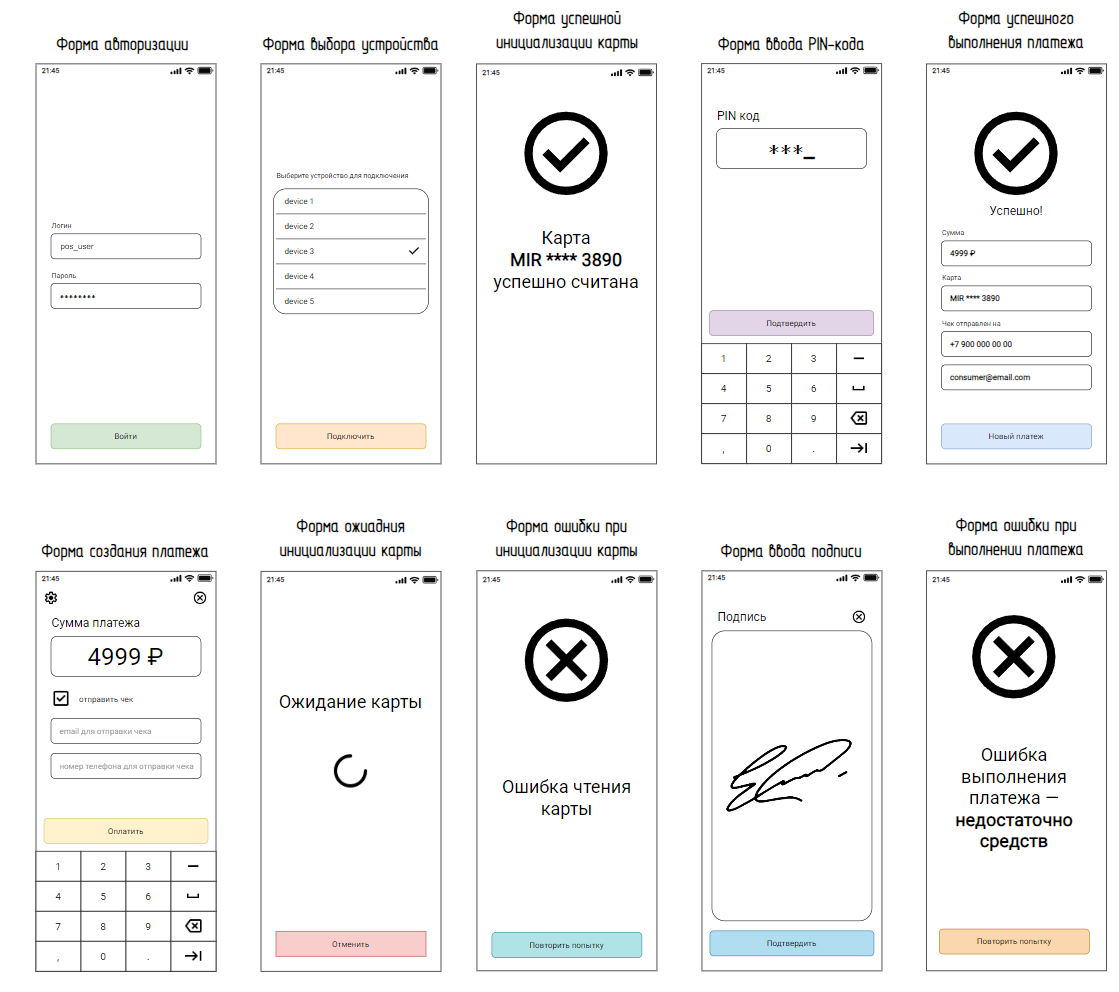 Форма авторизации
21:45
Логин
pos_user
Пароль
********
Войти
Форма выбора устройства
21:45
Выберите устройство для подключения
device 1
device 2
device 3
device 4
device 5
Подключить
Форма успешной
инициализации карты
21:45
Карта
MIR **** 3890
успешно считана
Форма ввода PIN-кода
21:45
PIN код
***_
Подтвердить
1 2 3
4 5 6
7 8 9
, 0 .
Форма успешного
выполнения платежа
21:45
Успешно!
Сумма
4999 ₽
Карта
MIR **** 3890
Чек отправлен на
+7 900 000 00 00
consumer@email.com
Новый платеж
Форма создания платежа
21:45
Сумма платежа
4999 ₽
отправить чек
email для отправки чека
номер телефона для отправки чека
Оплатить
1 2 3
4 5 6
7 8 9
, 0 .
Форма ожиадния
инициализации карты
21:45
Ожидание карты
Отменить
Форма ошибки при
инициализации карты
21:45
Ошибка чтения
карты
Повторить попытку
Форма ввода подписи
21:45
Подпись
Подтвердить
Форма ошибки при
выполнении платежа
21:45
Ошибка
выполнения
платежа —
недостаточно
средств
Повторить попытку